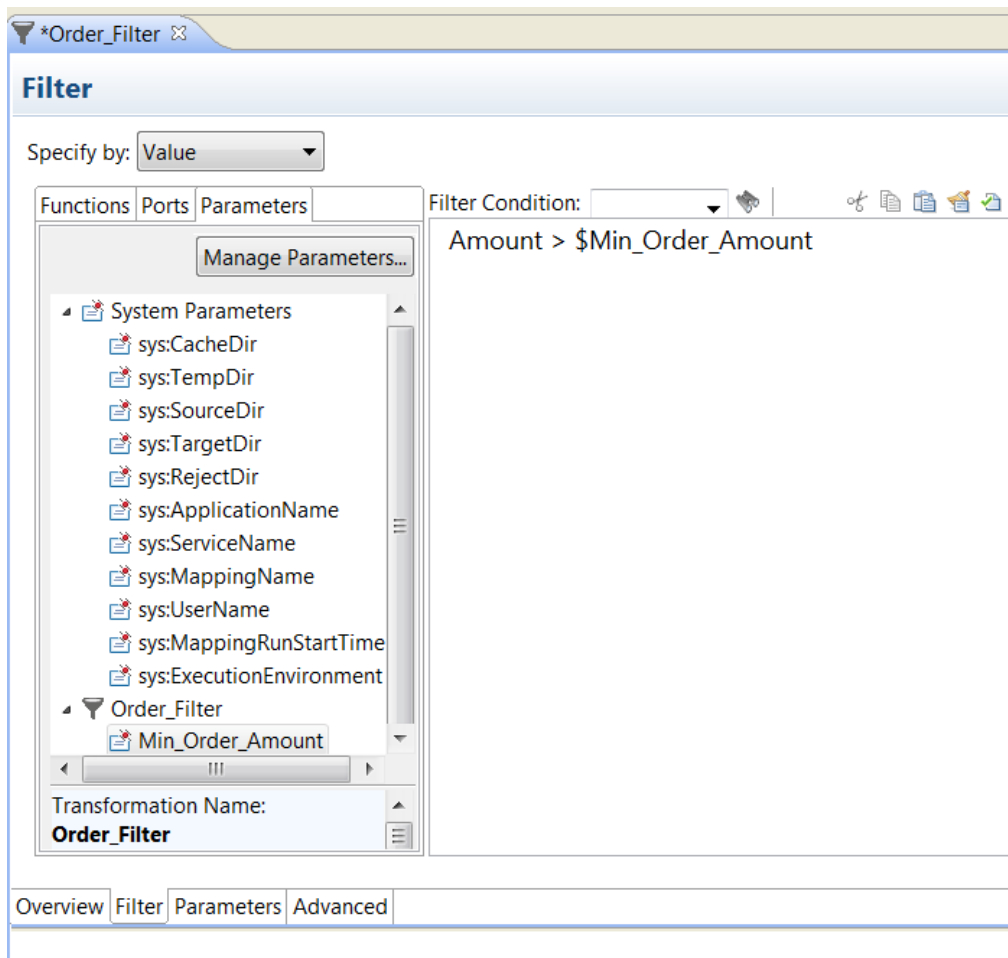 *Order_Filter
Filter
Specify by: Value
Functions Ports Parameters
Filter Condition:
Manage Parameters...
Amount > $Min_Order_Amount
System Parameters
sys:CacheDir
sys:TempDir
sys:SourceDir
sys:TargetDir
sys:RejectDir
sys:ApplicationName
sys:ServiceName
sys:MappingName
sys:UserName
sys:MappingRunStartTime
sys:ExecutionEnvironment
Order_Filter
Min_Order_Amount
Transformation Name:
Order_Filter
Overview Filter Parameters Advanced